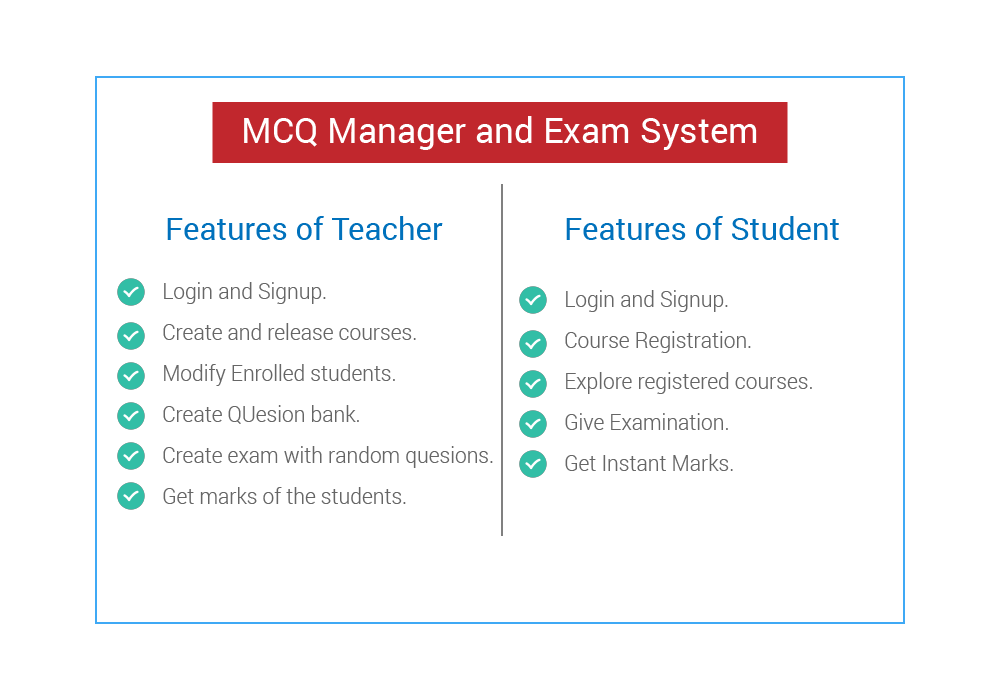 MCQ Manager and Exam System
Features of Teacher
Login and Signup.
Create and release courses.
Modify Enrolled students.
Create QUesion bank.
Create exam with random quesions.
Get marks of the students.
Features of Student
Login and Signup.
Course Registration.
Explore registered courses.
Give Examination.
Get Instant Marks.